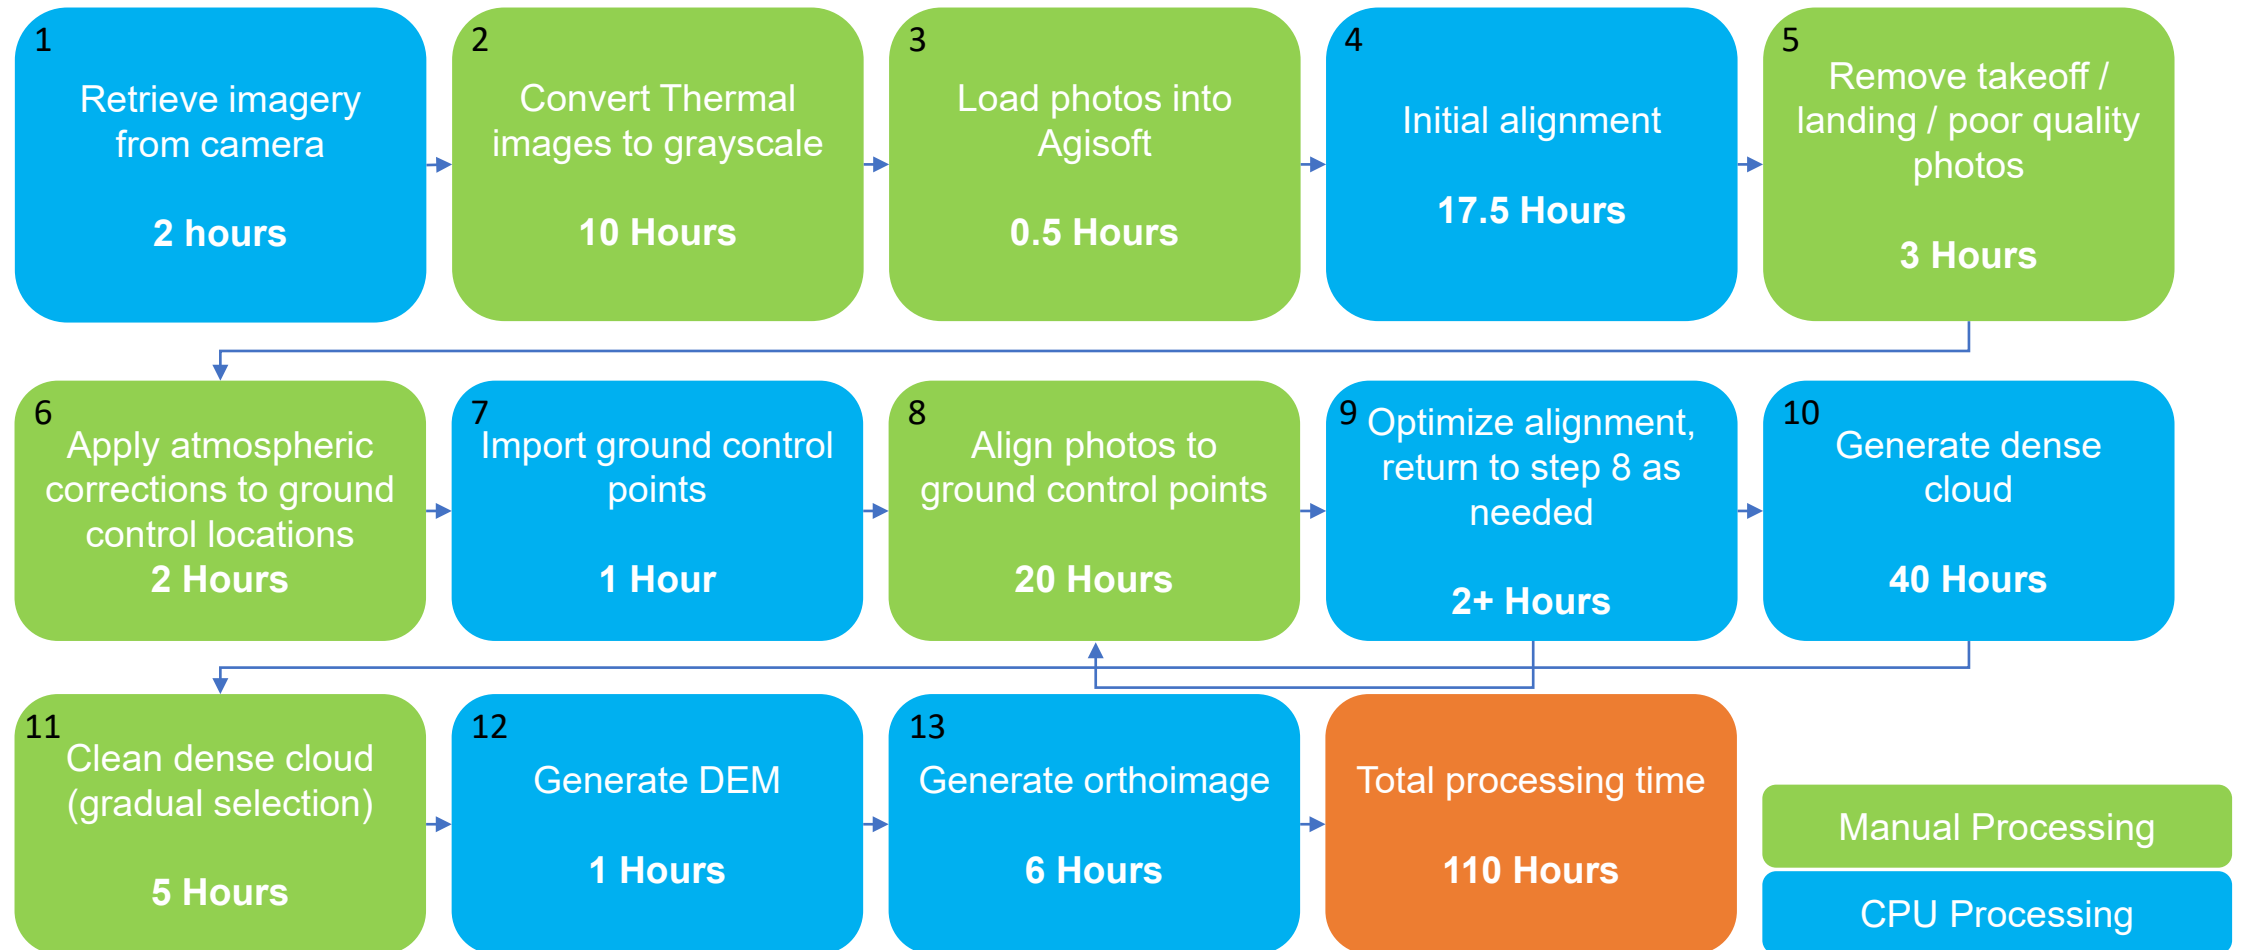 1
Retrieve imagery
from camera
2 hours
2
Convert Thermal
images to grayscale
10 Hours
3
Load photos into
Agisoft
0.5 Hours
4
Initial alignment
17.5 Hours
5
Remove takeoff /
landing / poor quality
photos
3 Hours
6
Apply atmospheric
corrections to ground
control locations
2 Hours
7
Import ground control
points
1 Hour
8
Align photos to
ground control points
20 Hours
9
Optimize alignment,
return to step 8 as
needed
2+ Hours
10
Generate dense
cloud
40 Hours
11
Clean dense cloud
(gradual selection)
5 Hours
12
Generate DEM
1 Hours
13
Generate orthoimage
6 Hours
Total processing time
110 Hours
Manual Processing
CPU Processing